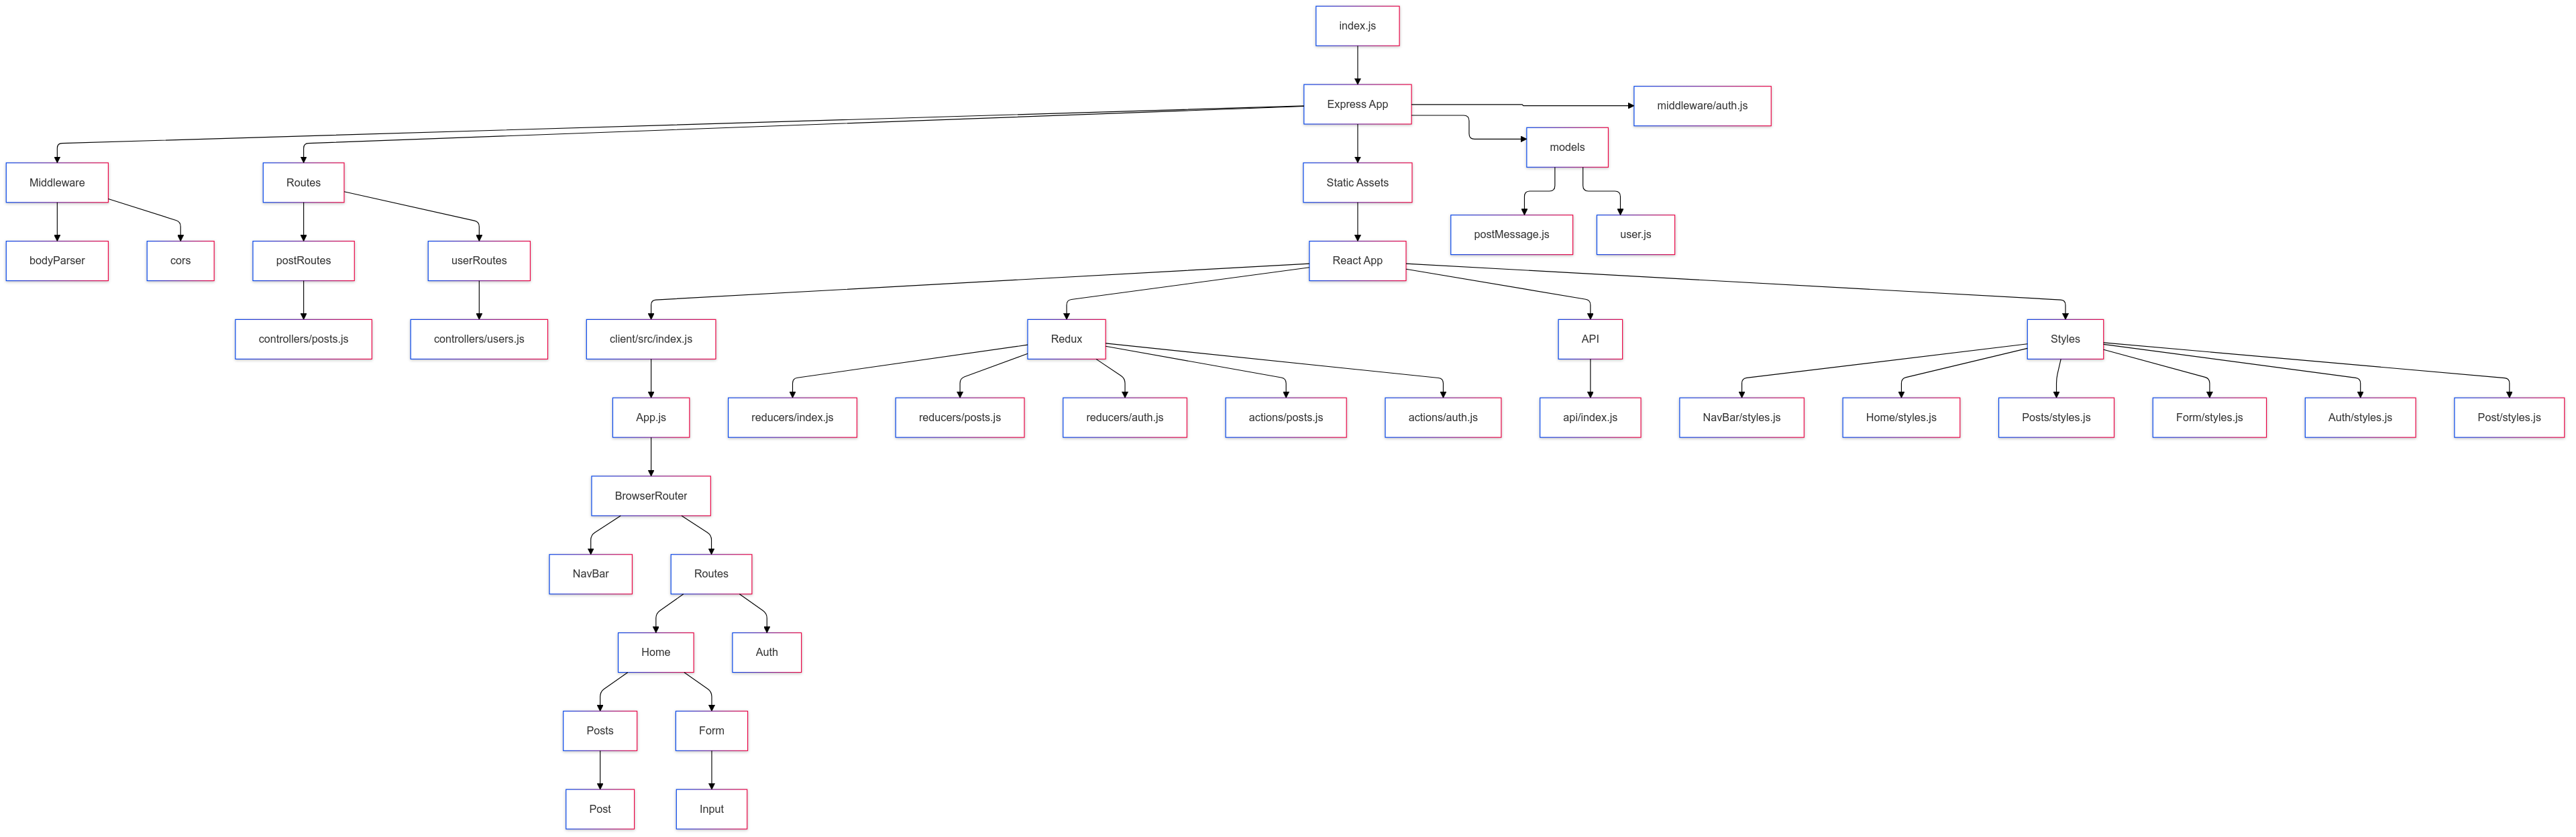 index.js
Express App
middleware/auth.js
models
Middleware
Routes
Static Assets
postMessage.js
user.js
bodyParser
cors
postRoutes
userRoutes
React App
controllers/posts.js
controllers/users.js
client/src/index.js
Redux
API
Styles
App.js
reducers/index.js
reducers/posts.js
reducers/auth.js
actions/posts.js
actions/auth.js
api/index.js
NavBar/styles.js
Home/styles.js
Posts/styles.js
Form/styles.js
Auth/styles.js
Post/styles.js
BrowserRouter
NavBar
Routes
Home
Auth
Posts
Form
Post
Input